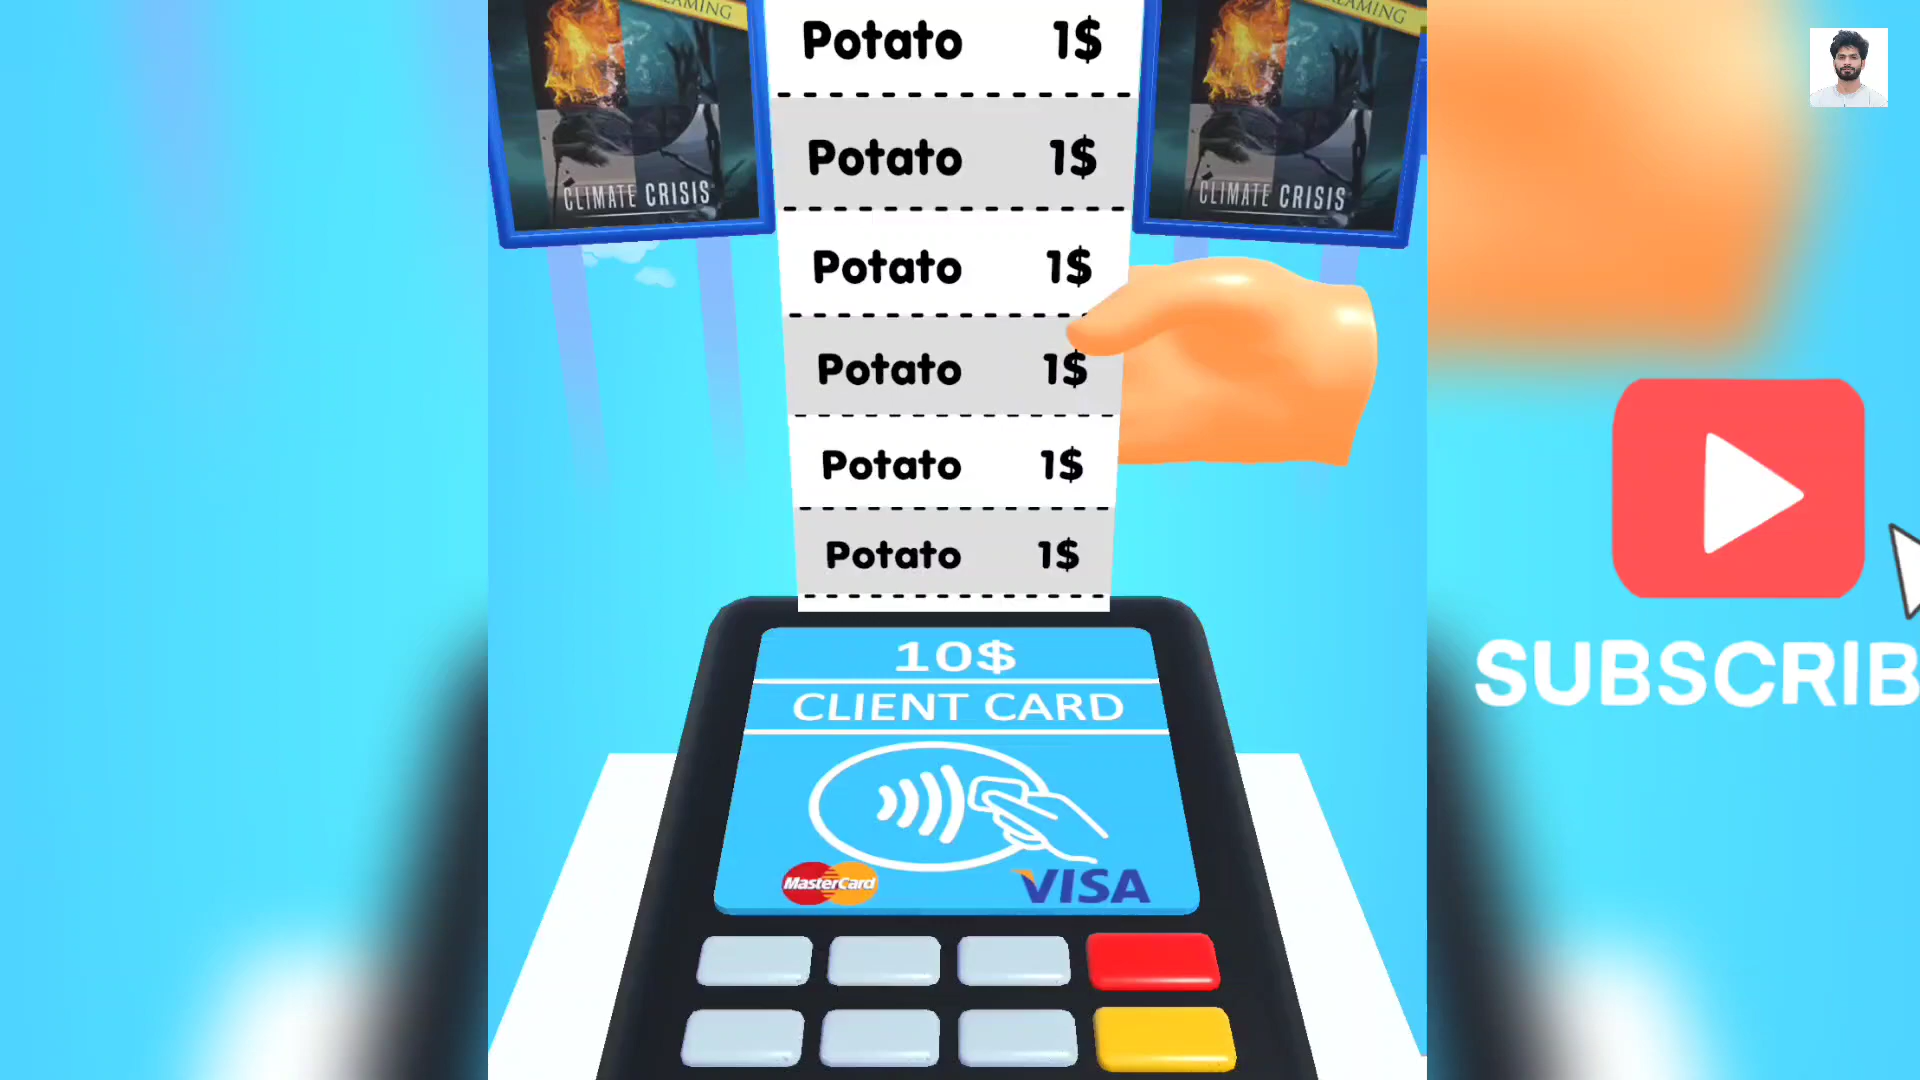 Potato 1$
Potato 1$
Potato 1$
Potato 1$
Potato 1$
Potato 1$
CLIMATE CRISIS
CLIMATE CRISIS
10$
CLIENT CARD
MasterCard
VISA
SUBSCRIB